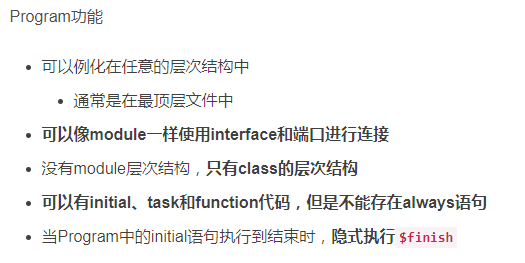 Program功能
可以例化在任意的层次结构中
通常是在最顶层文件中
可以像module一样使用interface和端口进行连接
没有module层次结构，只有class的层次结构
可以有initial、task和function代码，但是不能存在always语句
当Program中的initial语句执行到结束时，隐式执行 $finish